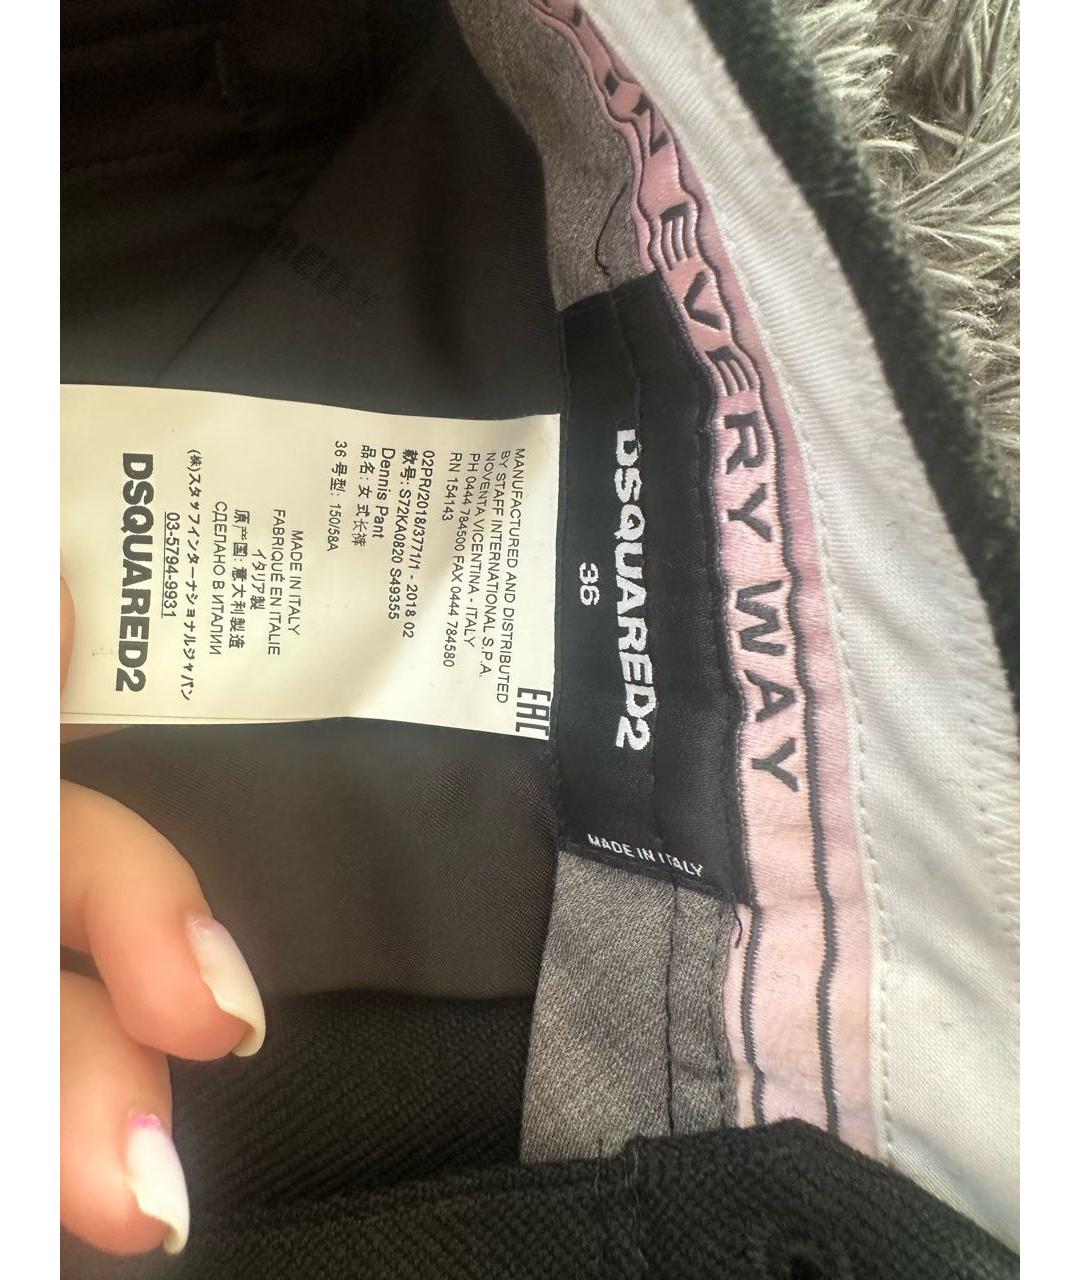 IN EVERY WAY
DSQUARED2
36
MADE IN ITALY
EAC
MANUFACTURED AND DISTRIBUTED
BY STAFF INTERNATIONAL S.P.A.
NOVENTA VICENTINA - ITALY
PH 0444 784500 FAX 0444 784580
RN 154143
02PR/2018/3771/1 - 2018 02
款号: S72KA0820 S49355
Dennis Pant
品名: 女式长裤
36 号型: 150/58A
MADE IN ITALY
FABRIQUÉ EN ITALIE
イタリア製
原产国: 意大利製造
СДЕЛАНО В ИТАЛИИ
(株)スタッフインターナショナルジャパン
03-5794-9931
DSQUARED2